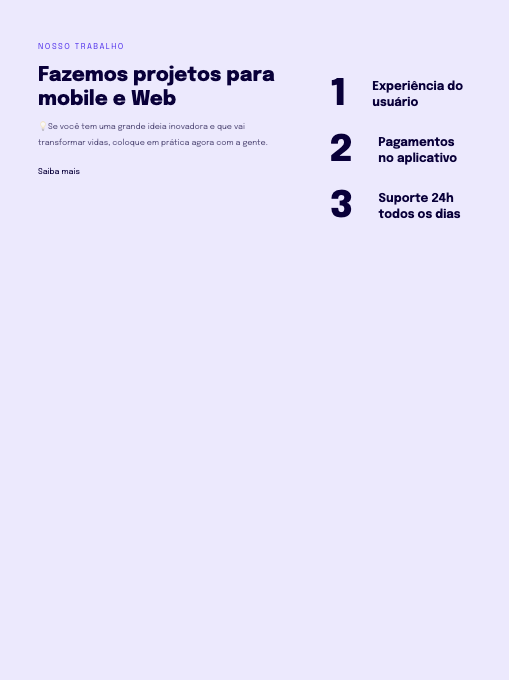 NOSSO TRABALHO
Fazemos projetos para
mobile e Web
💡Se você tem uma grande ideia inovadora e que vai
transformar vidas, coloque em prática agora com a gente.
Saiba mais
1 Experiência do
usuário
2 Pagamentos
no aplicativo
3 Suporte 24h
todos os dias